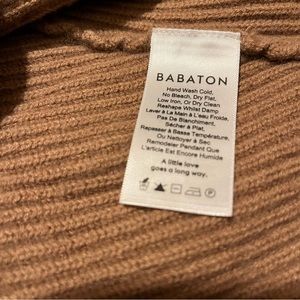 BABATON
Hand Wash Cold,
No Bleach, Dry Flat,
Low Iron, Or Dry Clean
Reshape Whilst Damp
Laver À La Main À L'eau Froide,
Pas De Blanchiment,
Sécher À Plat,
Repasser À Basse Température,
Ou Nettoyer À Sec
Remodeler Pendant Que
L'article Est Encore Humide
A little love
goes a long way.